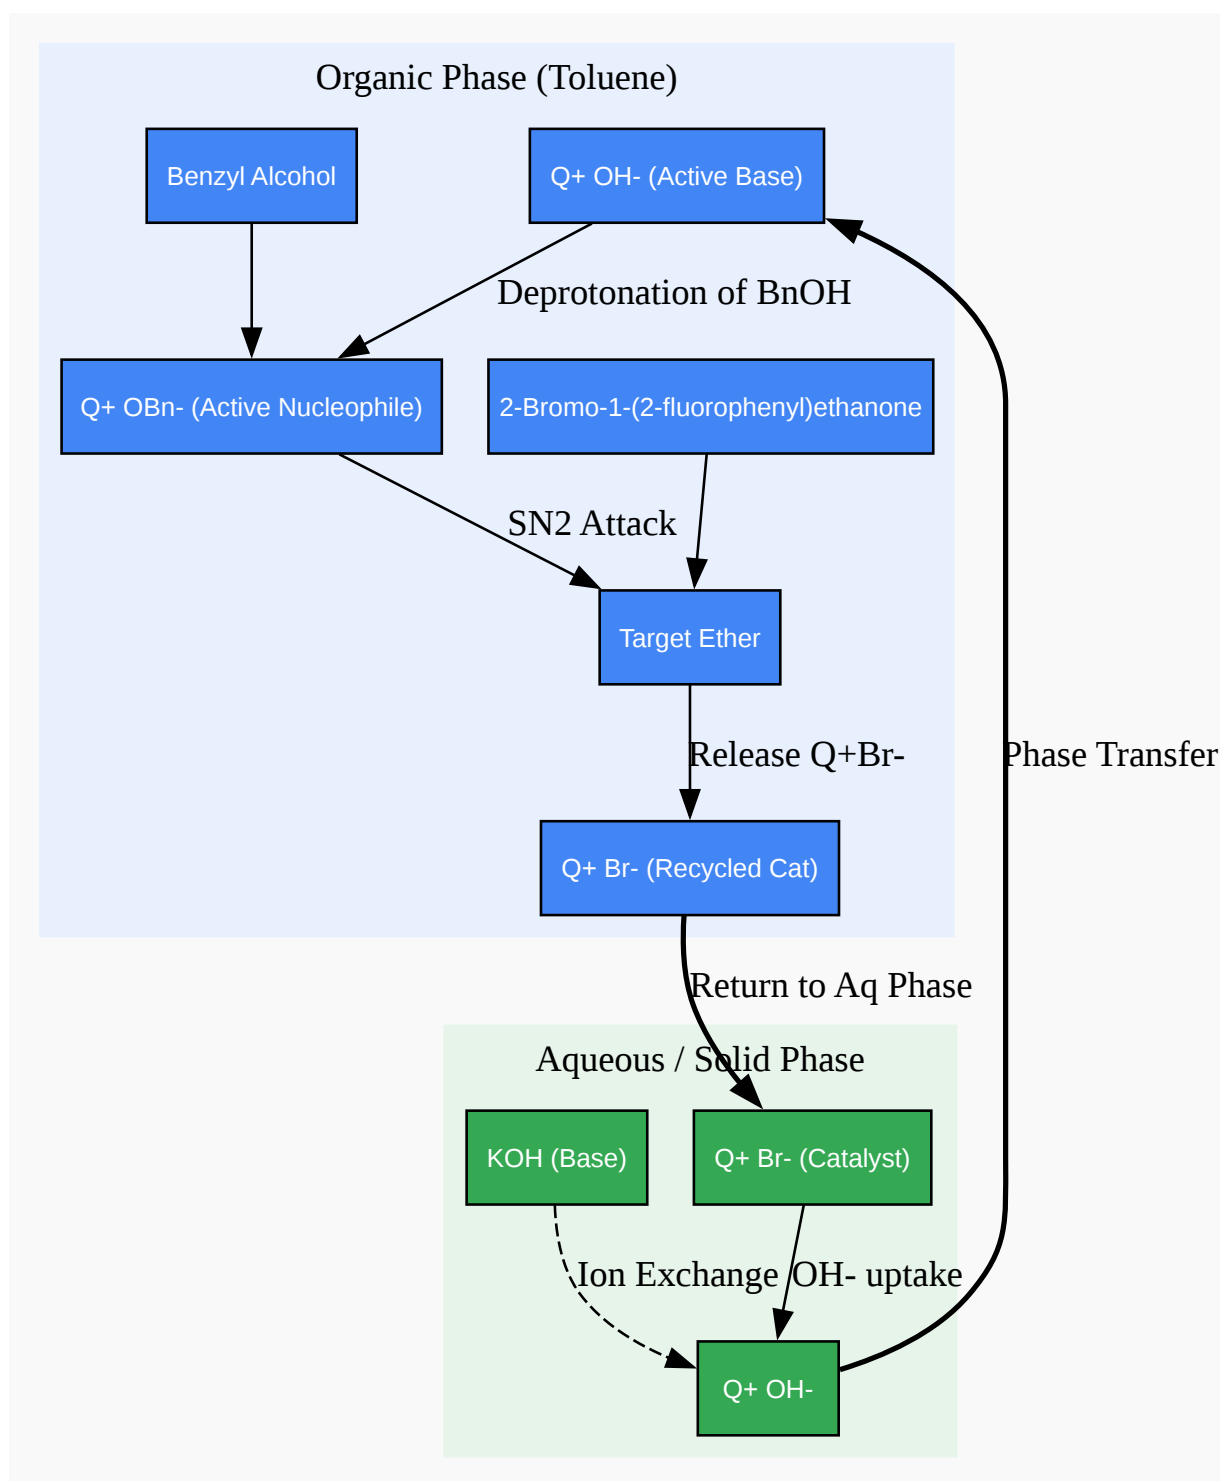 Organic Phase (Toluene)
Benzyl Alcohol
Q+ OH- (Active Base)
Deprotonation of BnOH
Q+ OBn- (Active Nucleophile)
2-Bromo-1-(2-fluorophenyl)ethanone
SN2 Attack
Target Ether
Release Q+Br-
Phase Transfer
Q+ Br- (Recycled Cat)
Return to Aq Phase
Aqueous / Solid Phase
KOH (Base)
Q+ Br- (Catalyst)
Ion Exchange
OH- uptake
Q+ OH-